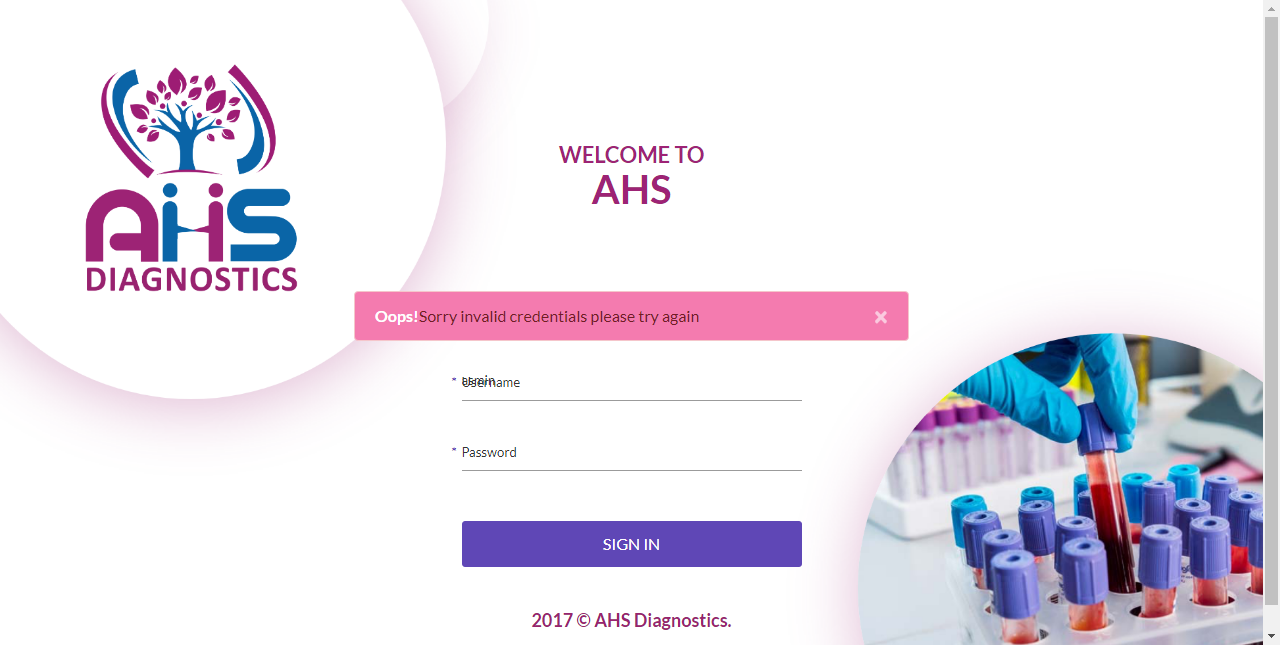 AHS
DIAGNOSTICS
WELCOME TO
AHS
Oops!Sorry invalid credentials please try again
×
* Username
* Password
SIGN IN
2017 © AHS Diagnostics.